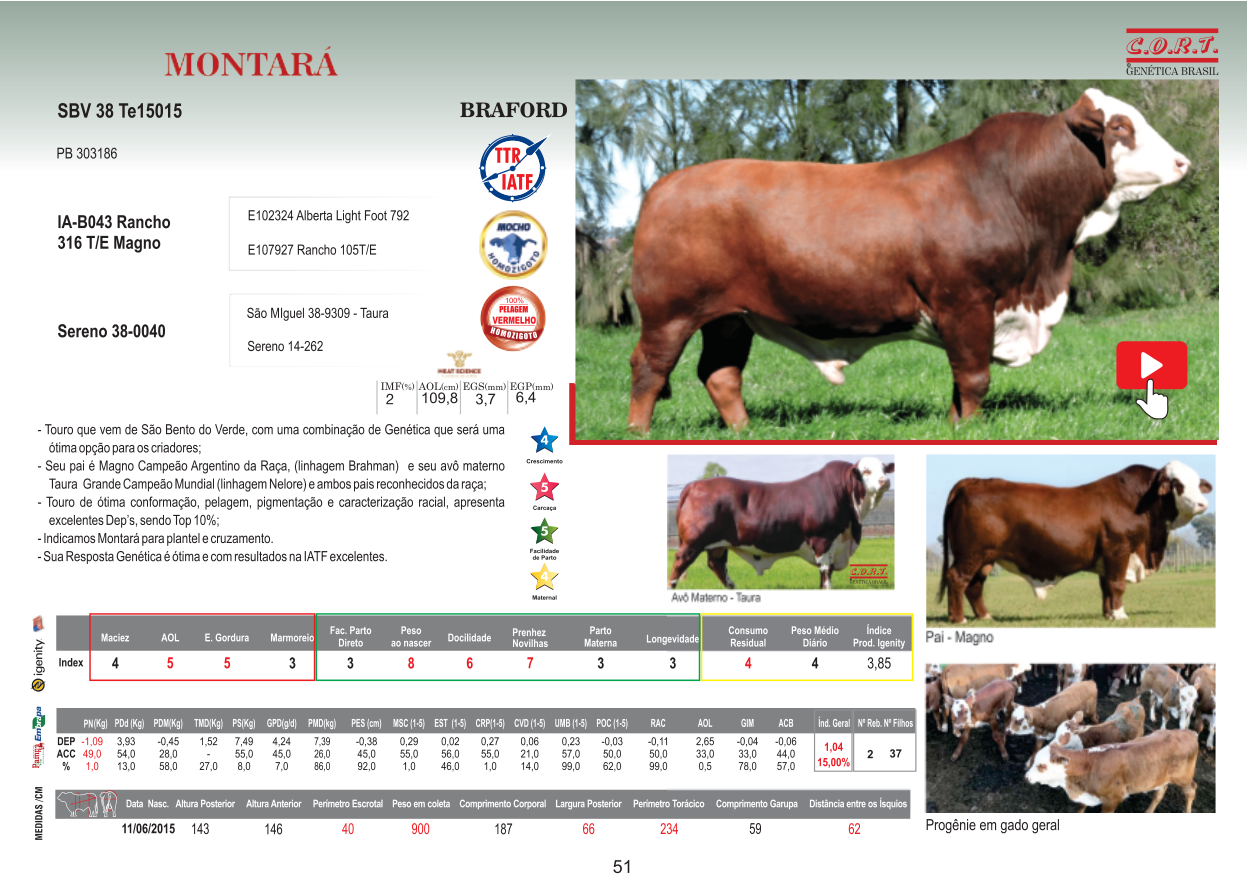 MONTARÁ
C.O.R.T.
GENÉTICA BRASIL
SBV 38 Te15015
BRAFORD
PB 303186
TTR
IATF
IA-B043 Rancho
316 T/E Magno
E102324 Alberta Light Foot 792
E107927 Rancho 105T/E
MOCHO
HOMOZIGOTO
Sereno 38-0040
São MIguel 38-9309 - Taura
Sereno 14-262
100%
PELAGEM
VERMELHO
HOMOZIGOTO
MEAT SCIENCE
IMF(%) AOL(cm) EGS(mm) EGP(mm)
2 109,8 3,7 6,4
- Touro que vem de São Bento do Verde, com uma combinação de Genética que será uma
ótima opção para os criadores;
- Seu pai é Magno Campeão Argentino da Raça, (linhagem Brahman) e seu avô materno
Taura Grande Campeão Mundial (linhagem Nelore) e ambos pais reconhecidos da raça;
- Touro de ótima conformação, pelagem, pigmentação e caracterização racial, apresenta
excelentes Dep's, sendo Top 10%;
- Indicamos Montará para plantel e cruzamento.
- Sua Resposta Genética é ótima e com resultados na IATF excelentes.
4
Crescimento
5
Carcaça
5
Facilidade
de Parto
4
Maternal
C.O.R.T.
GENÉTICA BRASIL
Avô Materno - Taura
Pai - Magno
igenity
Maciez AOL E. Gordura Marmoreio Fac. Parto Direto Peso ao nascer Docilidade Prenhez Novilhas Parto Materna Longevidade Consumo Residual Peso Médio Diário Índice Prod. Igenity
Index 4 5 5 3 3 8 6 7 3 3 4 4 3,85
Embrapa
PN(Kg) PDd (Kg) PDM(Kg) TMD(Kg) PS(Kg) GPD(g/d) PMD(kg) PES (cm) MSC (1-5) EST (1-5) CRP(1-5) CVD (1-5) UMB (1-5) POC (1-5) RAC AOL GIM ACB Índ. Geral Nº Reb. Nº Filhos
DEP -1,09 3,93 -0,45 1,52 7,49 4,24 7,39 -0,38 0,29 0,02 0,27 0,06 0,23 -0,03 -0,11 2,65 -0,04 -0,06
ACC 49,0 54,0 28,0 - 55,0 45,0 26,0 45,0 55,0 56,0 55,0 21,0 57,0 50,0 50,0 33,0 33,0 44,0
% 1,0 13,0 58,0 27,0 8,0 7,0 86,0 92,0 1,0 46,0 1,0 14,0 99,0 62,0 99,0 0,5 78,0 57,0
1,04
15,00%
2 37
MEDIDAS /CM
Data Nasc. Altura Posterior Altura Anterior Perímetro Escrotal Peso em coleta Comprimento Corporal Largura Posterior Perímetro Torácico Comprimento Garupa Distância entre os Ísquios
11/06/2015 143 146 40 900 187 66 234 59 62
Progênie em gado geral
51